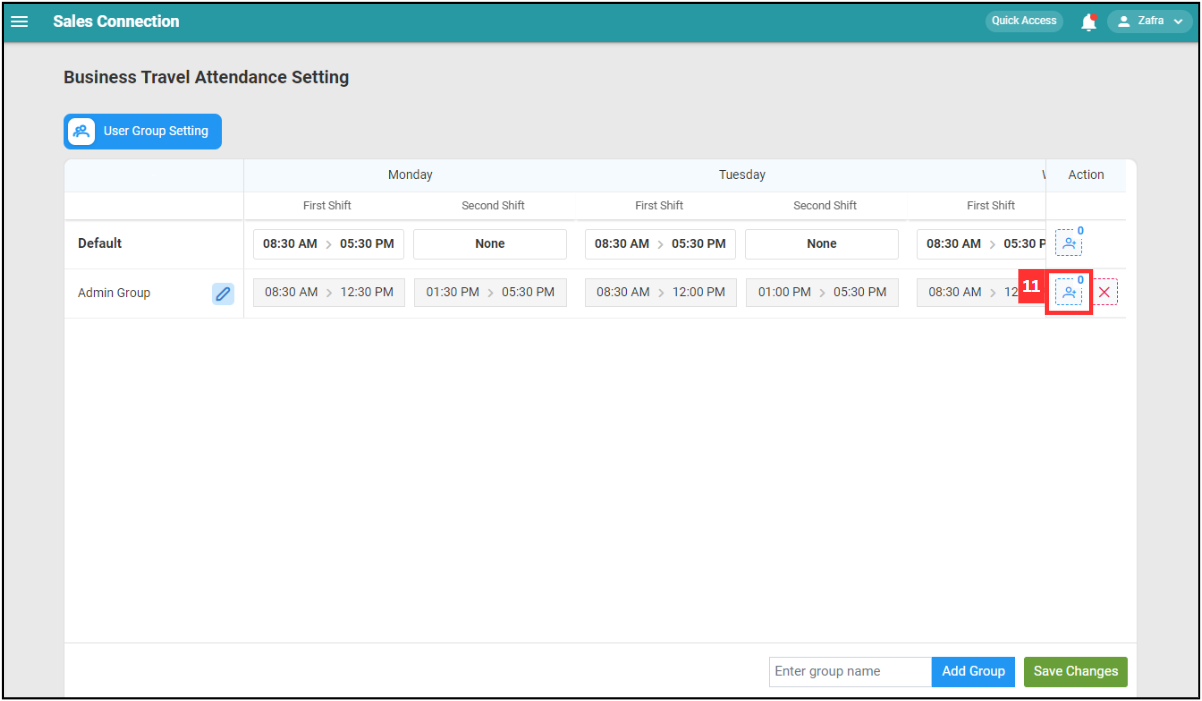 Sales Connection
Quick Access
Zafra
Business Travel Attendance Setting
User Group Setting
Monday Tuesday W Action
First Shift Second Shift First Shift Second Shift First Shift
Default 08:30 AM > 05:30 PM None 08:30 AM > 05:30 PM None 08:30 AM > 05:30 P 0
Admin Group 08:30 AM > 12:30 PM 01:30 PM > 05:30 PM 08:30 AM > 12:00 PM 01:00 PM > 05:30 PM 08:30 AM > 12 11 0
Enter group name Add Group Save Changes